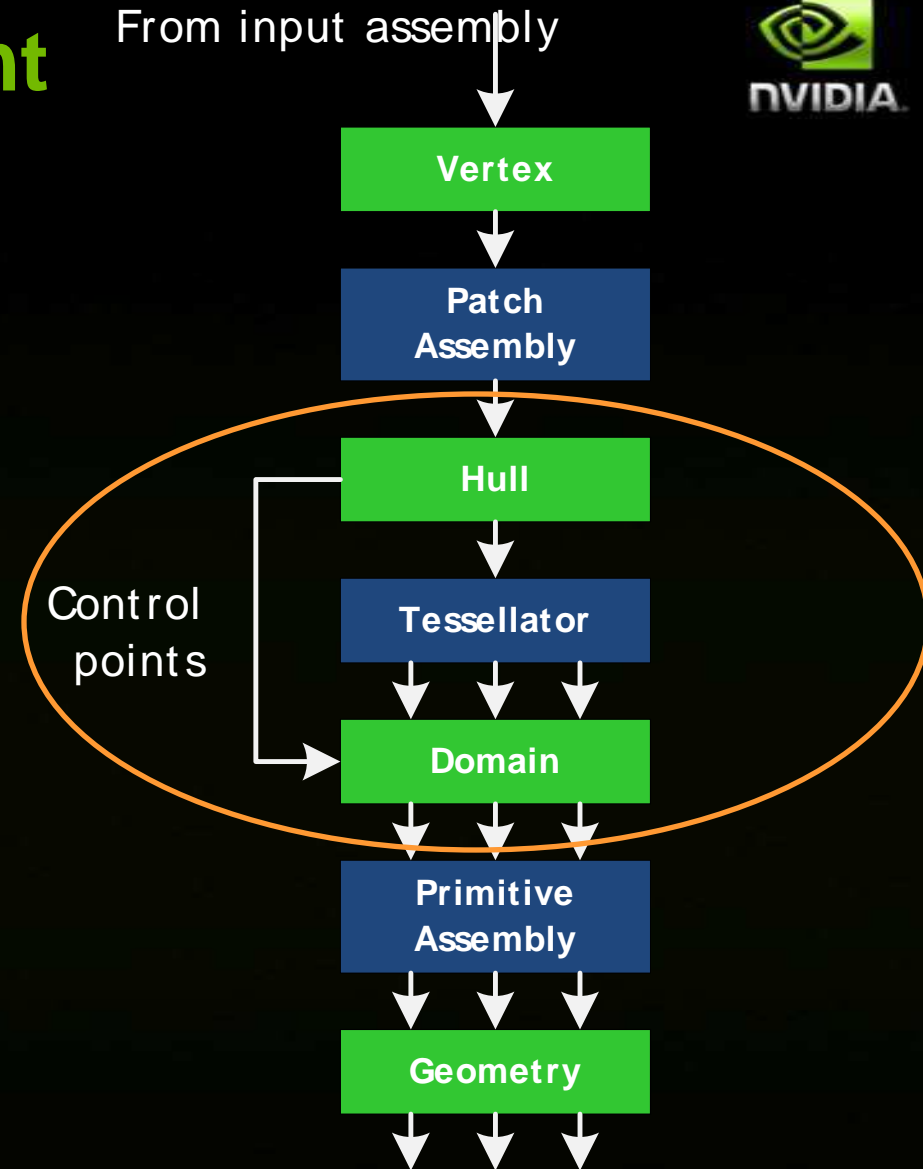 nt
From input assembly
NVIDIA.
Vertex
Patch
Assembly
Hull
Control
points
Tessellator
Domain
Primitive
Assembly
Geometry